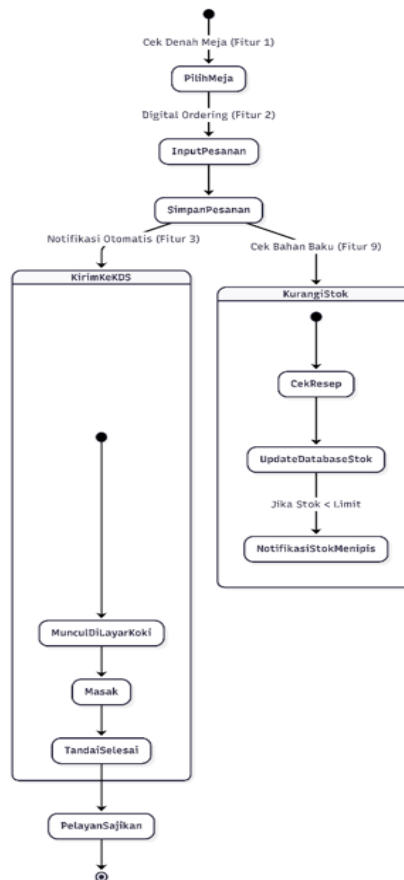 Cek Denah Meja (Fitur 1)
PilihMeja
Digital Ordering (Fitur 2)
InputPesanan
SimpanPesanan
Notifikasi Otomatis (Fitur 3)
Cek Bahan Baku (Fitur 9)
KirimKeKDS
KurangiStok
CekResep
UpdateDatabaseStok
Jika Stok < Limit
NotifikasiStokMenipis
MunculDiLayarKoki
Masak
TandaiSelesai
PelayanSajikan